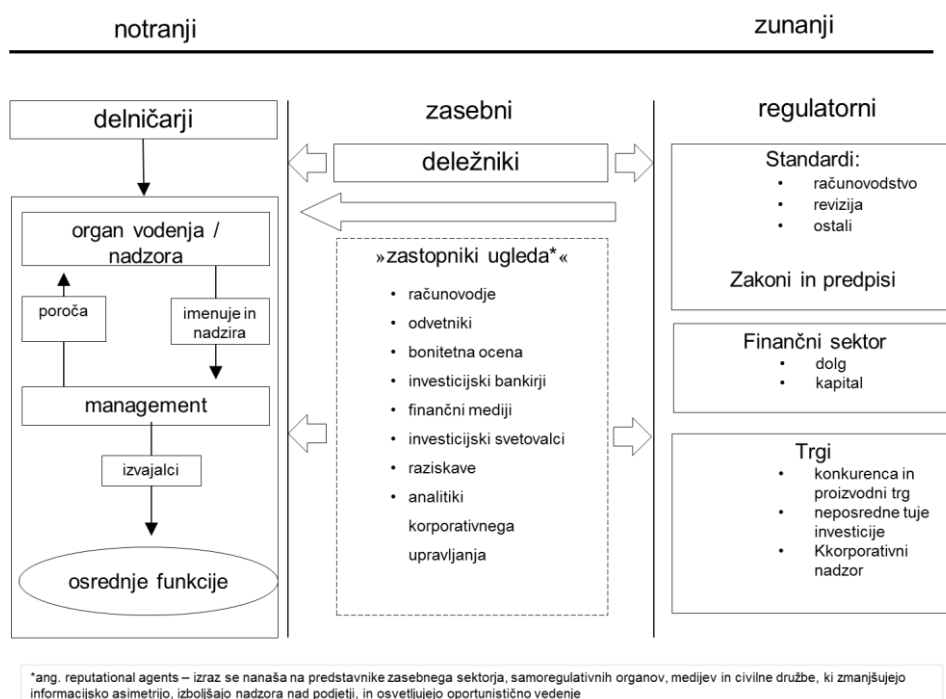 notranji
zunanji
delničarji
organ vodenja /
nadzora
poroča
imenuje in
nadzira
management
izvajalci
osrednje funkcije
zasebni
deležniki
»zastopniki ugleda*«
• računovodje
• odvetniki
• bonitetna ocena
• investicijski bankirji
• finančni mediji
• investicijski svetovalci
• raziskave
• analitiki
korporativnega
upravljanja
regulatorni
Standardi:
• računovodstvo
• revizija
• ostali
Zakoni in predpisi
Finančni sektor
• dolg
• kapital
Trgi
• konkurenca in
proizvodni trg
• neposredne tuje
investicije
• Kkorporativni
nadzor
*ang. reputational agents – izraz se nanaša na predstavnike zasebnega sektorja, samoregulativnih organov, medijev in civilne družbe, ki zmanjšujejo
informacijsko asimetrijo, izboljšajo nadzora nad podjetji, in osvetljujejo oportunistično vedenje